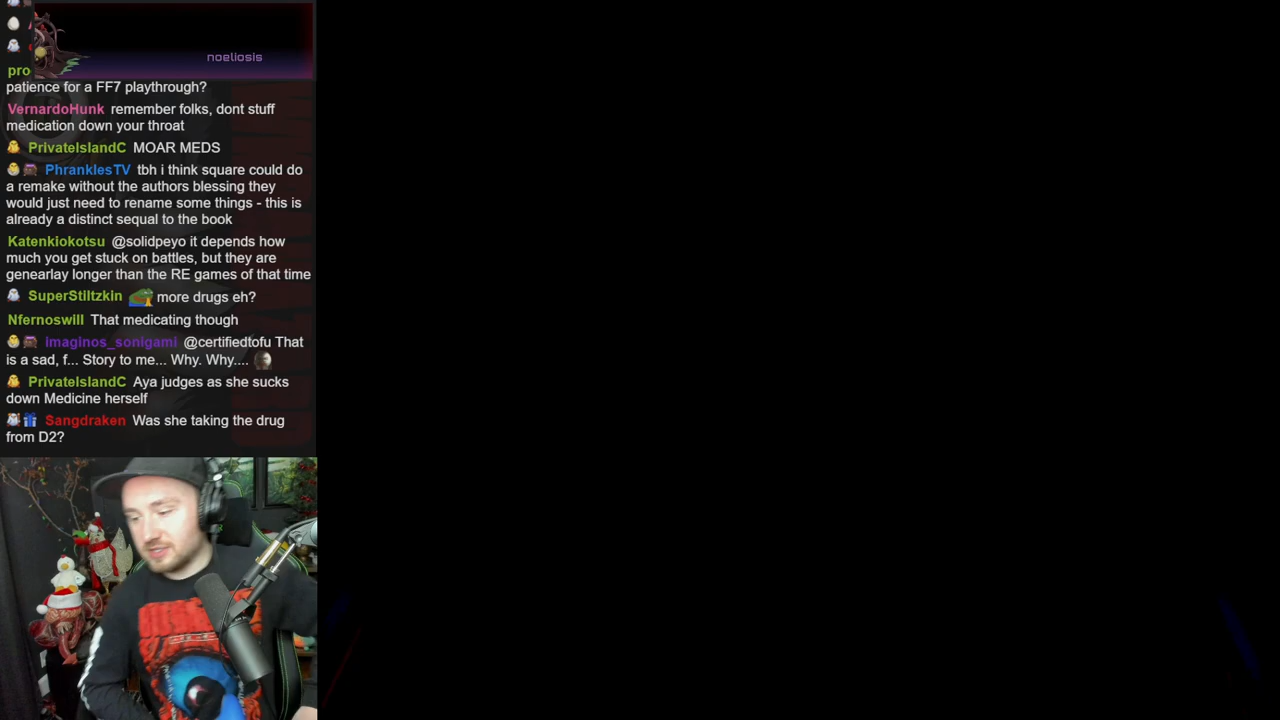 noeliosis
pro
patience for a FF7 playthrough?
VernardoHunk remember folks, dont stuff
medication down your throat
PrivateIslandC MOAR MEDS
PhranklesTV tbh i think square could do
a remake without the authors blessing they
would just need to rename some things - this is
already a distinct sequal to the book
Katenkiokotsu @solidpeyo it depends how
much you get stuck on battles, but they are
genearlay longer than the RE games of that time
SuperStiltzkin more drugs eh?
Nfernoswill That medicating though
imaginos_sonigami @certifiedtofu That
is a sad, f... Story to me... Why. Why....
PrivateIslandC Aya judges as she sucks
down Medicine herself
Sangdraken Was she taking the drug
from D2?